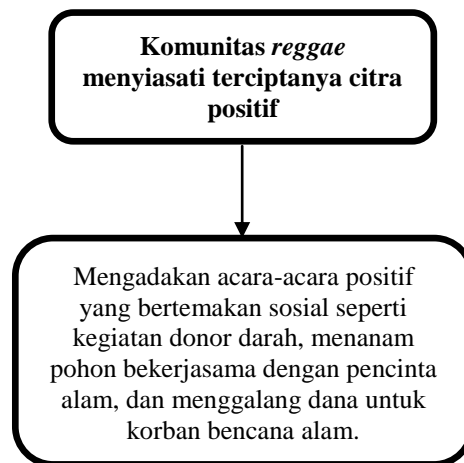 Komunitas reggae
menyiasati terciptanya citra
positif
Mengadakan acara-acara positif
yang bertemakan sosial seperti
kegiatan donor darah, menanam
pohon bekerjasama dengan pencinta
alam, dan menggalang dana untuk
korban bencana alam.